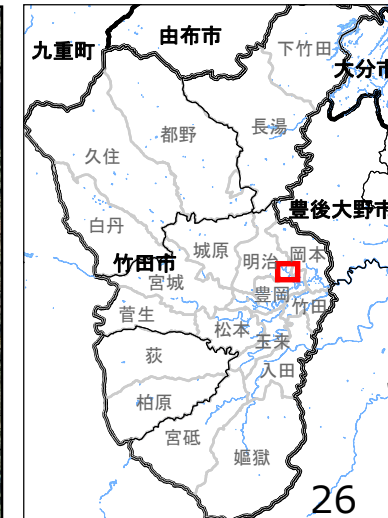 由布市
九重町
下竹田
大分市
都野
長湯
久住
豊後大野市
白丹
城原
明治
岡本
竹田市
宮城
豊岡
竹田
菅生
松本
玉来
荻
入田
柏原
宮砥
嫗獄
26